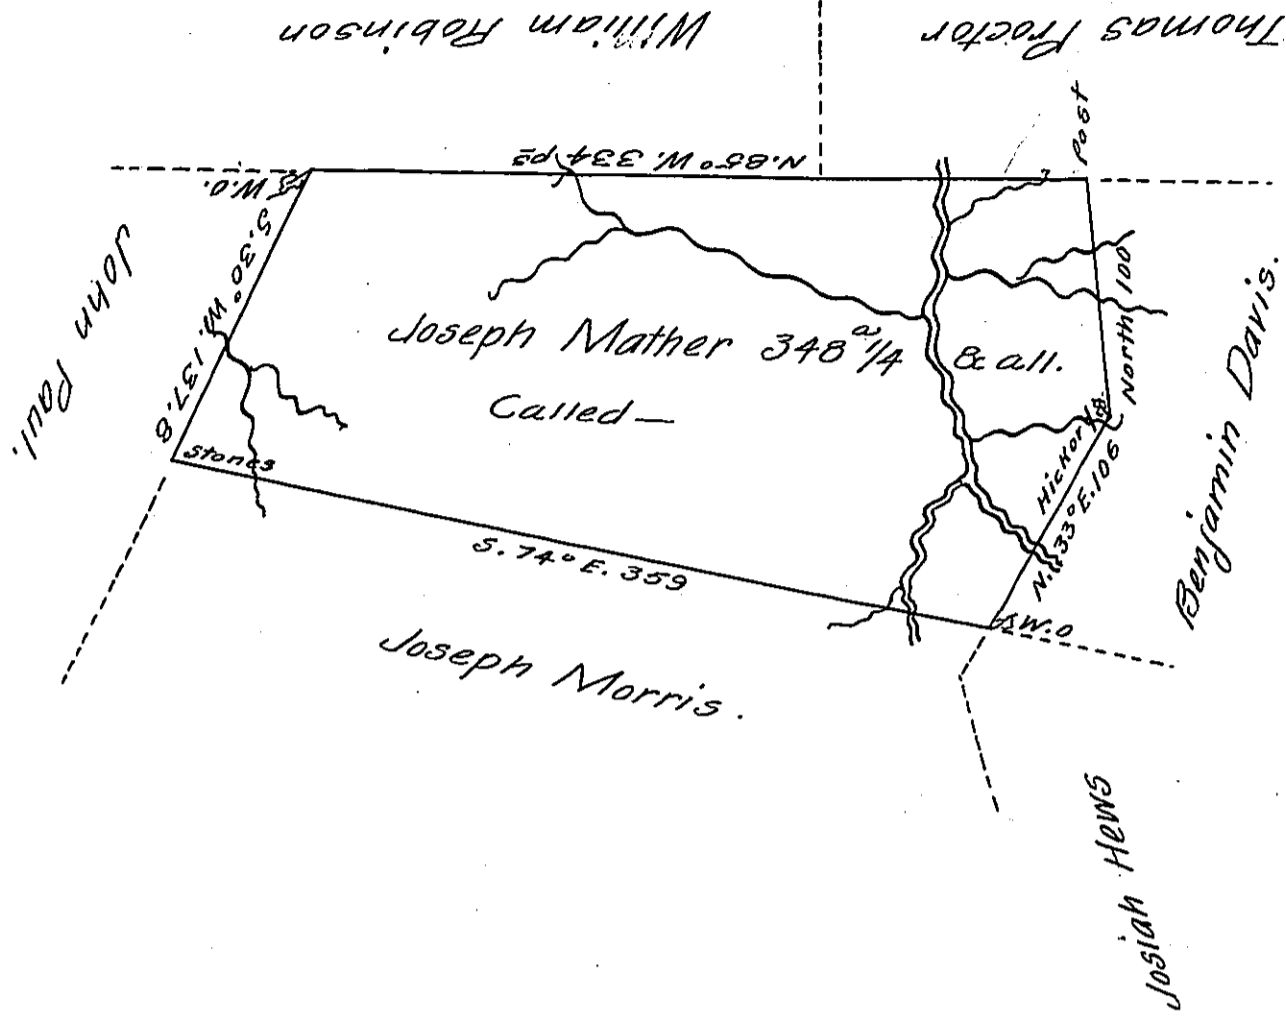 William Robinson
Thomas Proctor
N. 85° W. 334 ps
Post
W.O.
S. 30° W. 137.8
John Paul.
Joseph Mather 348 a 1/4 & all.
Called —
North 100
Benjamin Davis.
Hickory
Stones
S. 74° E. 359
N. 33° E. 106
W.O
Joseph Morris.
Josiah Hews